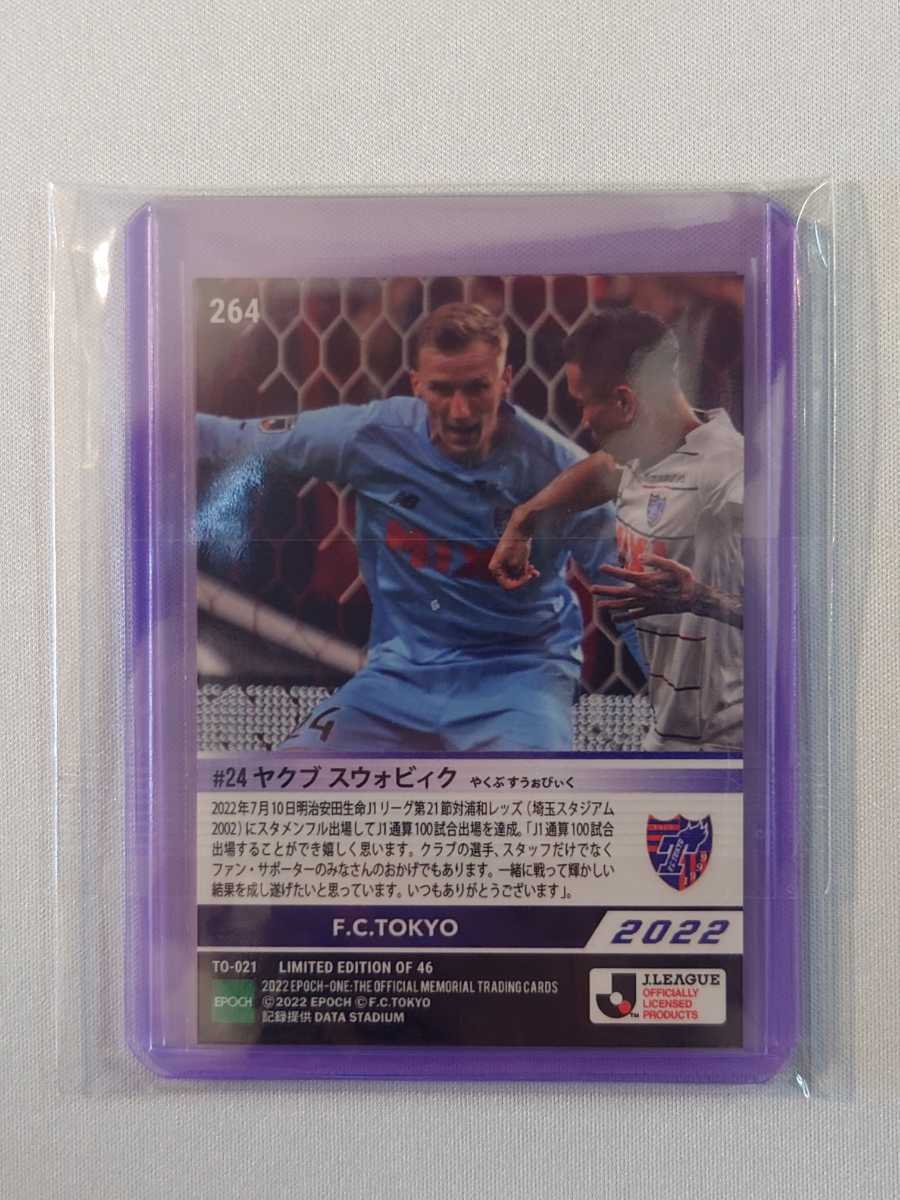 264
24
#24 ヤクブ スウォビィク やくぶ すうぉびぃく
2022年7月10日明治安田生命J1リーグ第21節対浦和レッズ（埼玉スタジアム
2002）にスタメンフル出場してJ1通算100試合出場を達成。「J1通算100試合
出場することができ嬉しく思います。クラブの選手、スタッフだけでなく
ファン・サポーターのみなさんのおかげでもあります。一緒に戦って輝かしい
結果を成し遂げたいと思っています。いつもありがとうございます」。
F.C.TOKYO
2022
TO-021 LIMITED EDITION OF 46
2022 EPOCH-ONE:THE OFFICIAL MEMORIAL TRADING CARDS
EPOCH ©2022 EPOCH ©F.C.TOKYO
記録提供 DATA STADIUM
J.LEAGUE
OFFICIALLY
LICENSED
PRODUCTS
TM